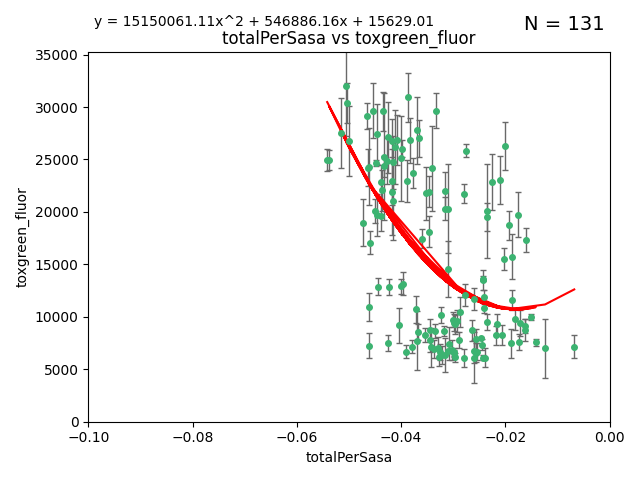 y = 15150061.11x^2 + 546886.16x + 15629.01
N = 131
totalPerSasa vs toxgreen_fluor
35000
30000
25000
20000
15000
10000
5000
0
toxgreen_fluor
−0.10 −0.08 −0.06 −0.04 −0.02 0.00
totalPerSasa